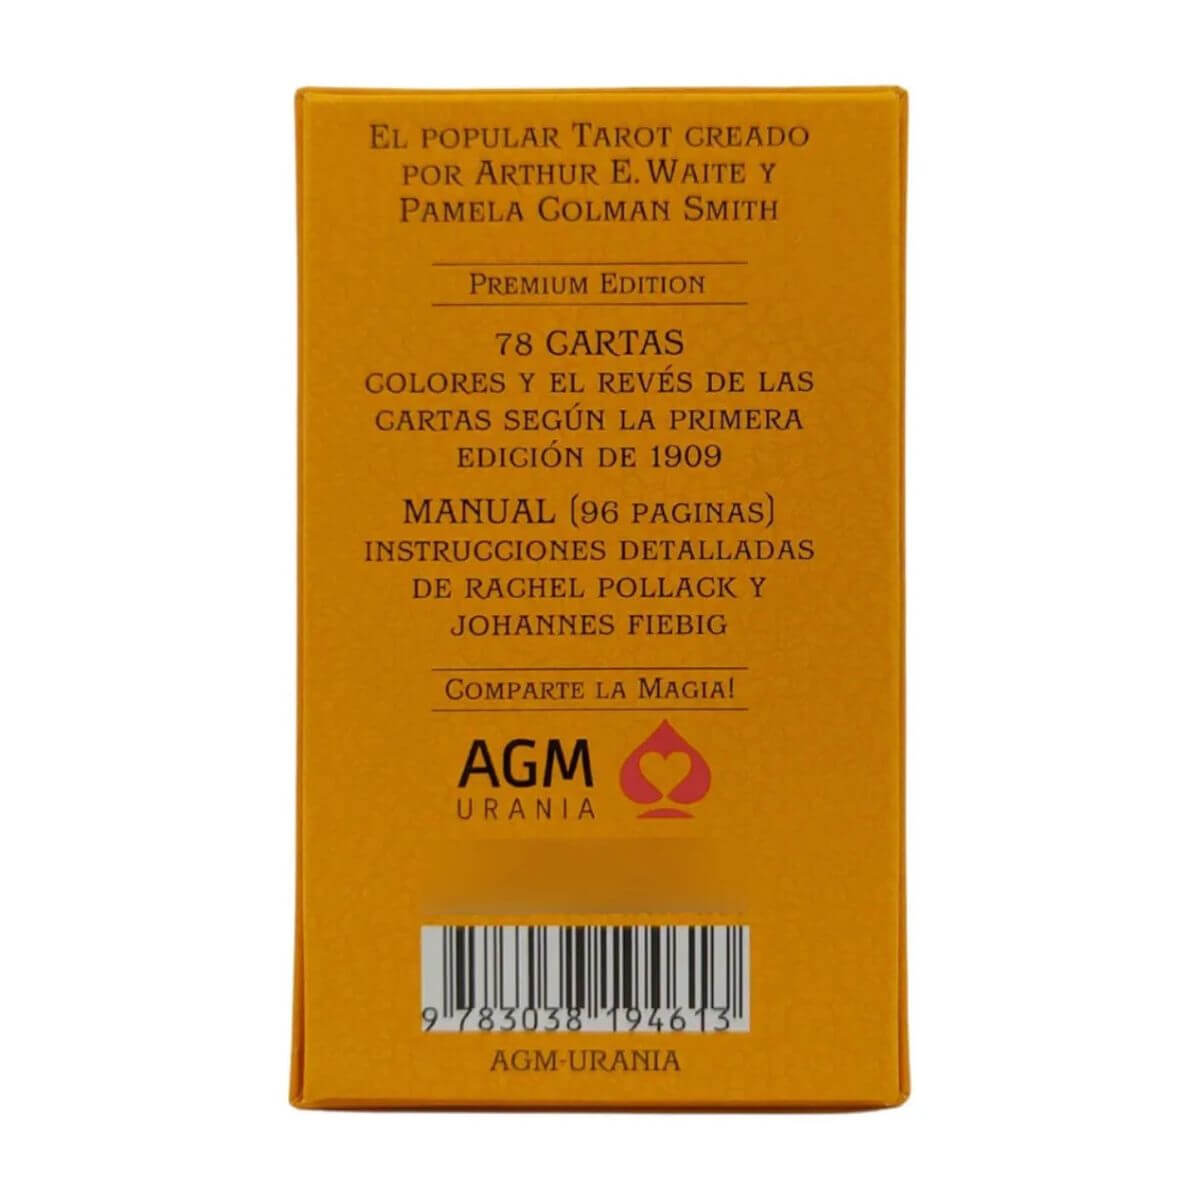 El popular Tarot creado
por Arthur E. Waite y
Pamela Colman Smith
Premium Edition
78 CARTAS
colores y el revés de las
cartas según la primera
edición de 1909
MANUAL (96 paginas)
instrucciones detalladas
de Rachel Pollack y
Johannes Fiebig
Comparte la Magia!
AGM
URANIA
9 783038 194613
AGM-URANIA